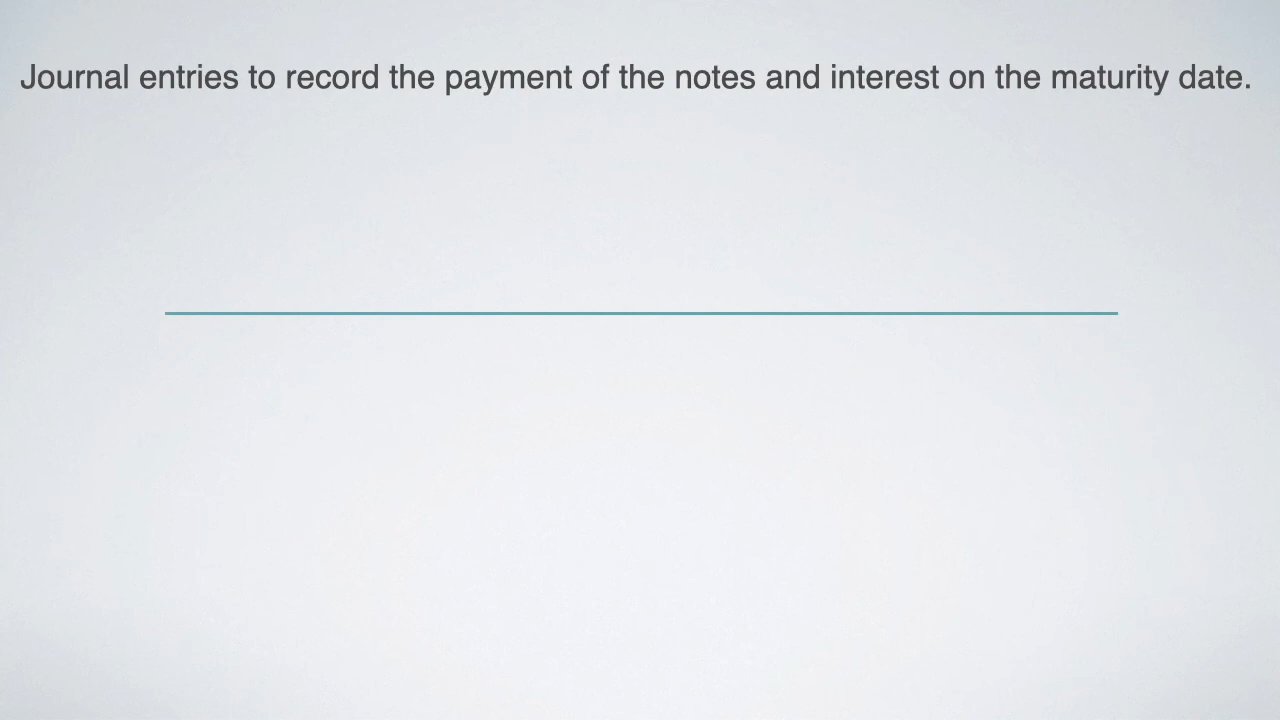 Journal entries to record the payment of the notes and interest on the maturity date.